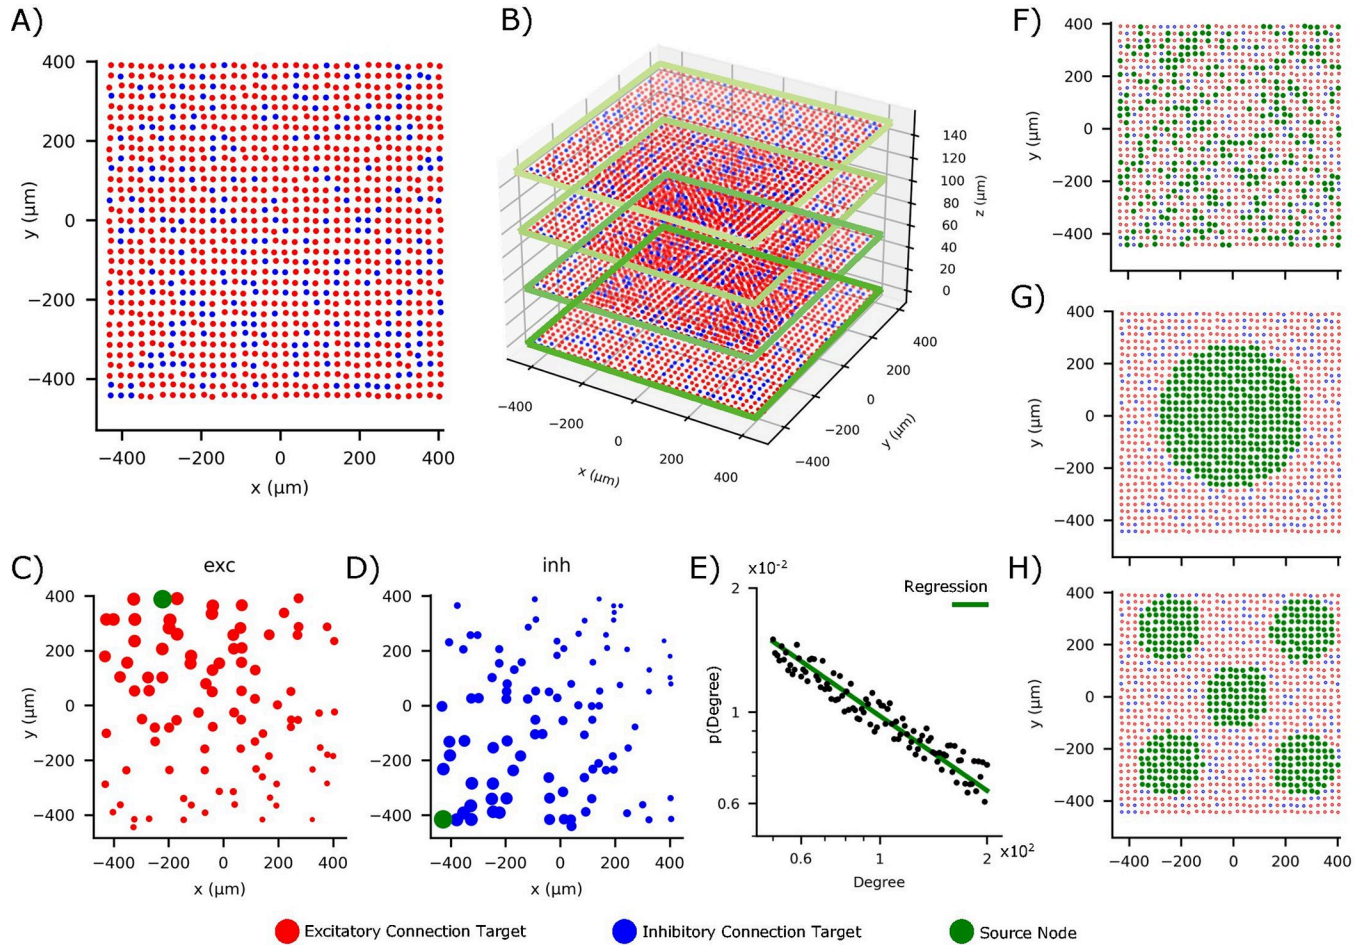 A)
400
200
0
−200
−400
y (μm)
−400
−200
0
200
400
x (μm)
B)
140
120
100
80
60
40
20
0
z (μm)
−400
−200
0
200
400
x (μm)
400
200
0
−200
−400
y (μm)
F)
400
200
0
−200
−400
y (μm)
G)
400
200
0
−200
−400
y (μm)
C)
exc
400
200
0
−200
−400
y (μm)
−400
−200
0
200
400
x (μm)
D)
inh
400
200
0
−200
−400
−400
−200
0
200
400
x (μm)
E)
x10⁻²
Regression
2
1
0.6
p(Degree)
0.6
1
2
x10²
Degree
H)
400
200
0
−200
−400
y (μm)
−400
−200
0
200
400
Excitatory Connection Target
Inhibitory Connection Target
Source Node